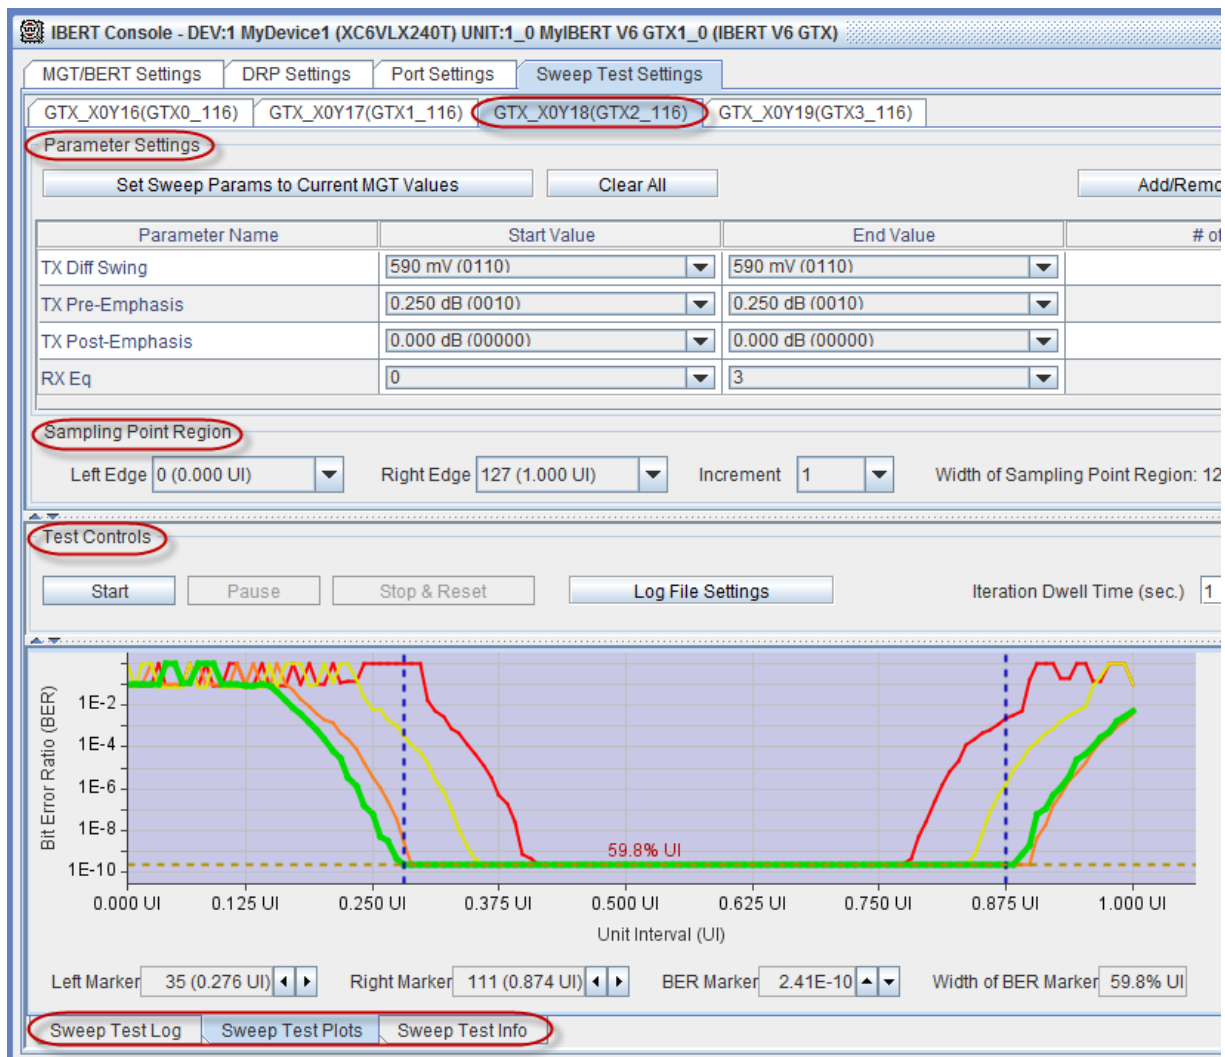 IBERT Console - DEV:1 MyDevice1 (XC6VLX240T) UNIT:1_0 MyIBERT V6 GTX1_0 (IBERT V6 GTX)
MGT/BERT Settings DRP Settings Port Settings Sweep Test Settings
GTX_X0Y16(GTX0_116) GTX_X0Y17(GTX1_116) GTX_X0Y18(GTX2_116) GTX_X0Y19(GTX3_116)
Parameter Settings
Set Sweep Params to Current MGT Values Clear All Add/Remo
Parameter Name Start Value End Value # of
TX Diff Swing 590 mV (0110) 590 mV (0110)
TX Pre-Emphasis 0.250 dB (0010) 0.250 dB (0010)
TX Post-Emphasis 0.000 dB (00000) 0.000 dB (00000)
RX Eq 0 3
Sampling Point Region
Left Edge 0 (0.000 UI) Right Edge 127 (1.000 UI) Increment 1 Width of Sampling Point Region: 12
Test Controls
Start Pause Stop & Reset Log File Settings Iteration Dwell Time (sec.) 1
Bit Error Ratio (BER)
1E-2
1E-4
1E-6
1E-8
1E-10
59.8% UI
0.000 UI 0.125 UI 0.250 UI 0.375 UI 0.500 UI 0.625 UI 0.750 UI 0.875 UI 1.000 UI
Unit Interval (UI)
Left Marker 35 (0.276 UI) Right Marker 111 (0.874 UI) BER Marker 2.41E-10 Width of BER Marker 59.8% UI
Sweep Test Log Sweep Test Plots Sweep Test Info